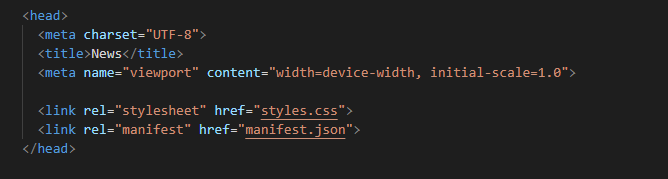 <head>
<meta charset="UTF-8">
<title>News</title>
<meta name="viewport" content="width=device-width, initial-scale=1.0">
<link rel="stylesheet" href="styles.css">
<link rel="manifest" href="manifest.json">
</head>